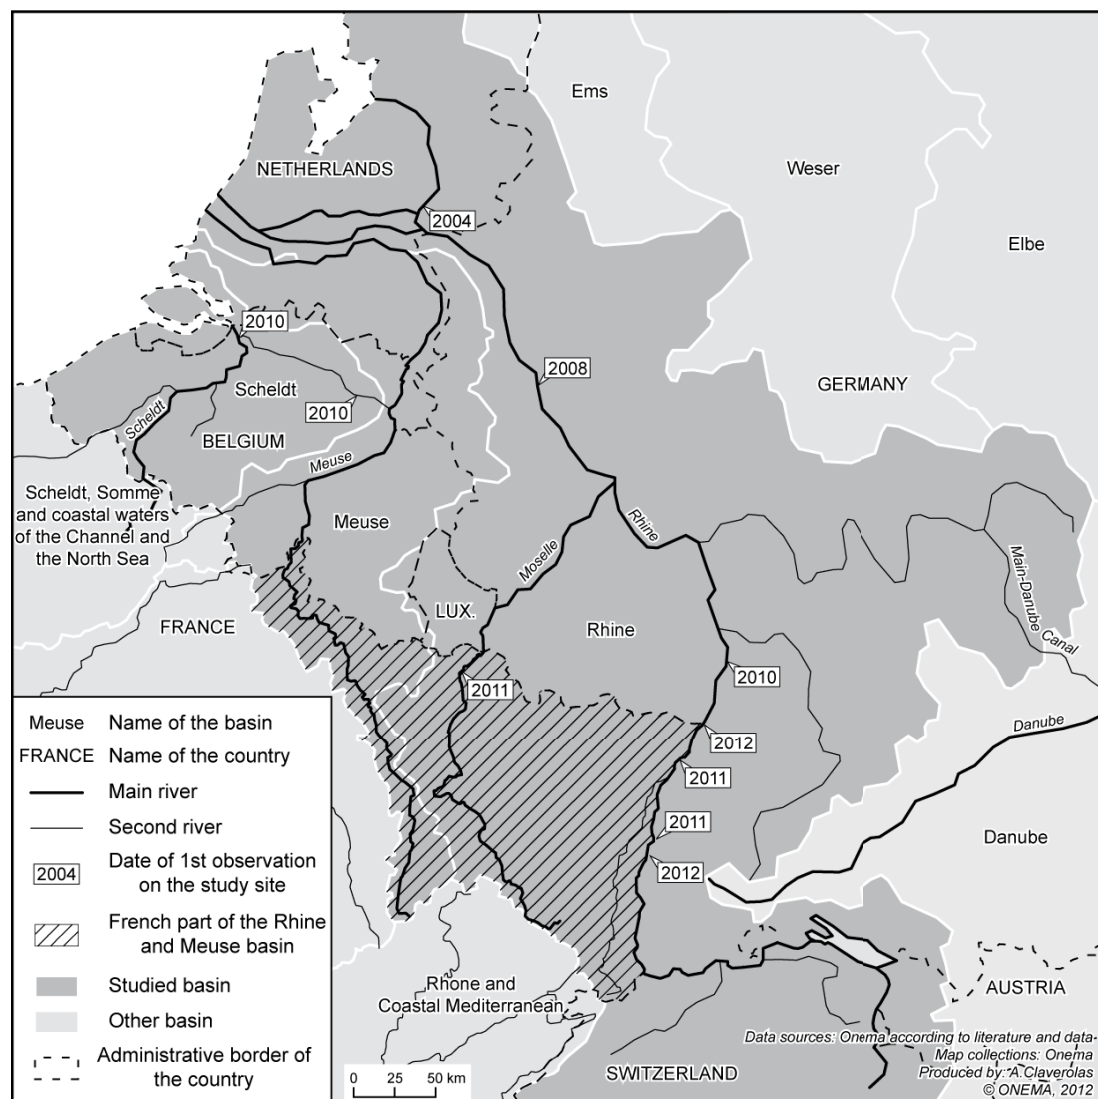 Ems
Weser
NETHERLANDS
2004
Elbe
2010
2008
GERMANY
Scheldt
2010
Scheldt
BELGIUM
Meuse
Scheldt, Somme
and coastal waters
of the Channel and
the North Sea
Meuse
Rhine
Moselle
Main-Danube Canal
LUX.
FRANCE
Rhine
2010
2011
2012
Danube
2011
2011
Danube
2012
Rhone and
Coastal Mediterranean
AUSTRIA
SWITZERLAND
Meuse Name of the basin
FRANCE Name of the country
Main river
Second river
2004 Date of 1st observation
on the study site
French part of the Rhine
and Meuse basin
Studied basin
Other basin
Administrative border of
the country
0 25 50 km
Data sources: Onema according to literature and data-
Map collections: Onema
Produced by: A.Claverolas
© ONEMA, 2012